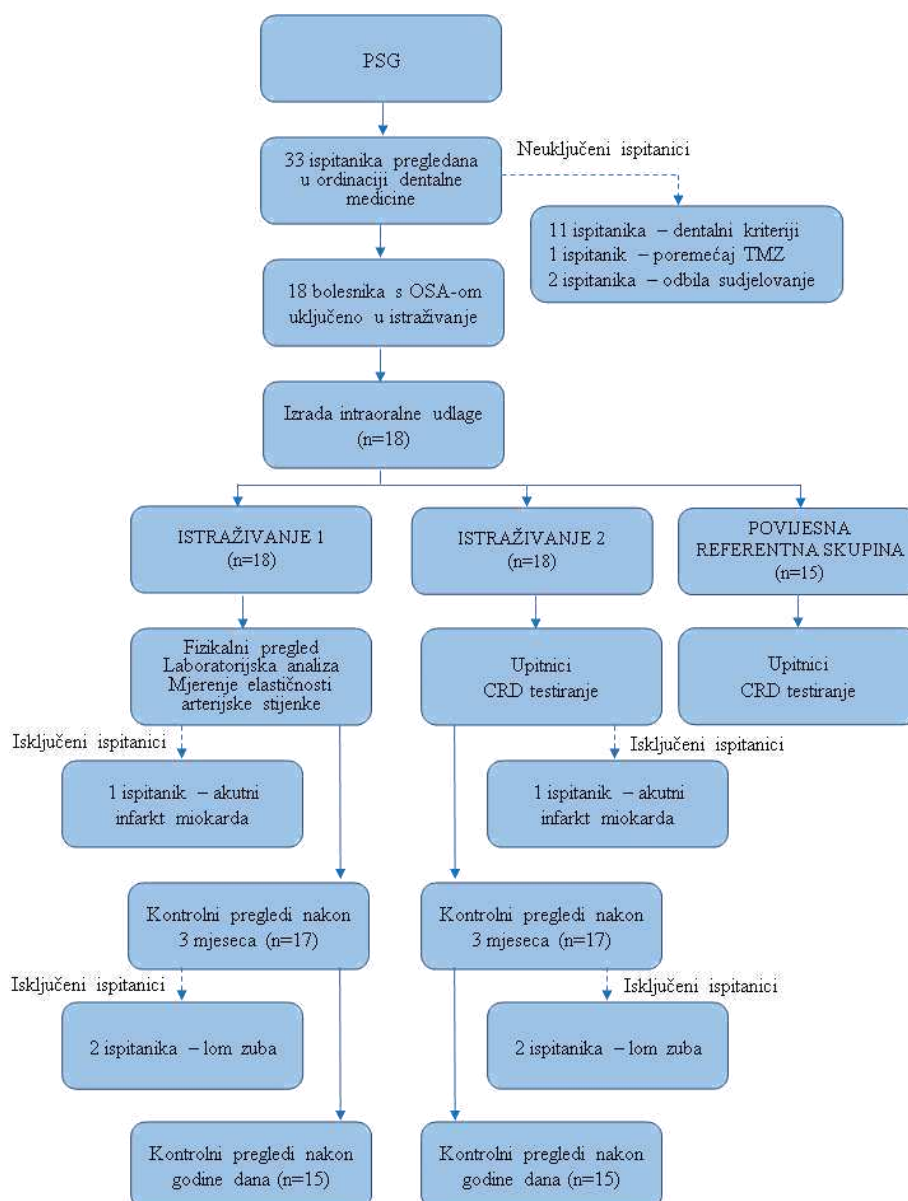 PSG
33 ispitanika pregledana
u ordinaciji dentalne
medicine
Neuključeni ispitanici
11 ispitanika – dentalni kriteriji
1 ispitanik – poremećaj TMZ
2 ispitanika – odbila sudjelovanje
18 bolesnika s OSA-om
uključeno u istraživanje
Izrada intraoralne udlage
(n=18)
ISTRAŽIVANJE 1
(n=18)
ISTRAŽIVANJE 2
(n=18)
POVIJESNA
REFERENTNA SKUPINA
(n=15)
Fizikalni pregled
Laboratorijska analiza
Mjerenje elastičnosti
arterijske stijenke
Upitnici
CRD testiranje
Upitnici
CRD testiranje
Isključeni ispitanici
1 ispitanik – akutni
infarkt miokarda
Isključeni ispitanici
1 ispitanik – akutni
infarkt miokarda
Kontrolni pregledi nakon
3 mjeseca (n=17)
Kontrolni pregledi nakon
3 mjeseca (n=17)
Isključeni ispitanici
2 ispitanika – lom zuba
Isključeni ispitanici
2 ispitanika – lom zuba
Kontrolni pregledi nakon
godine dana (n=15)
Kontrolni pregledi nakon
godine dana (n=15)